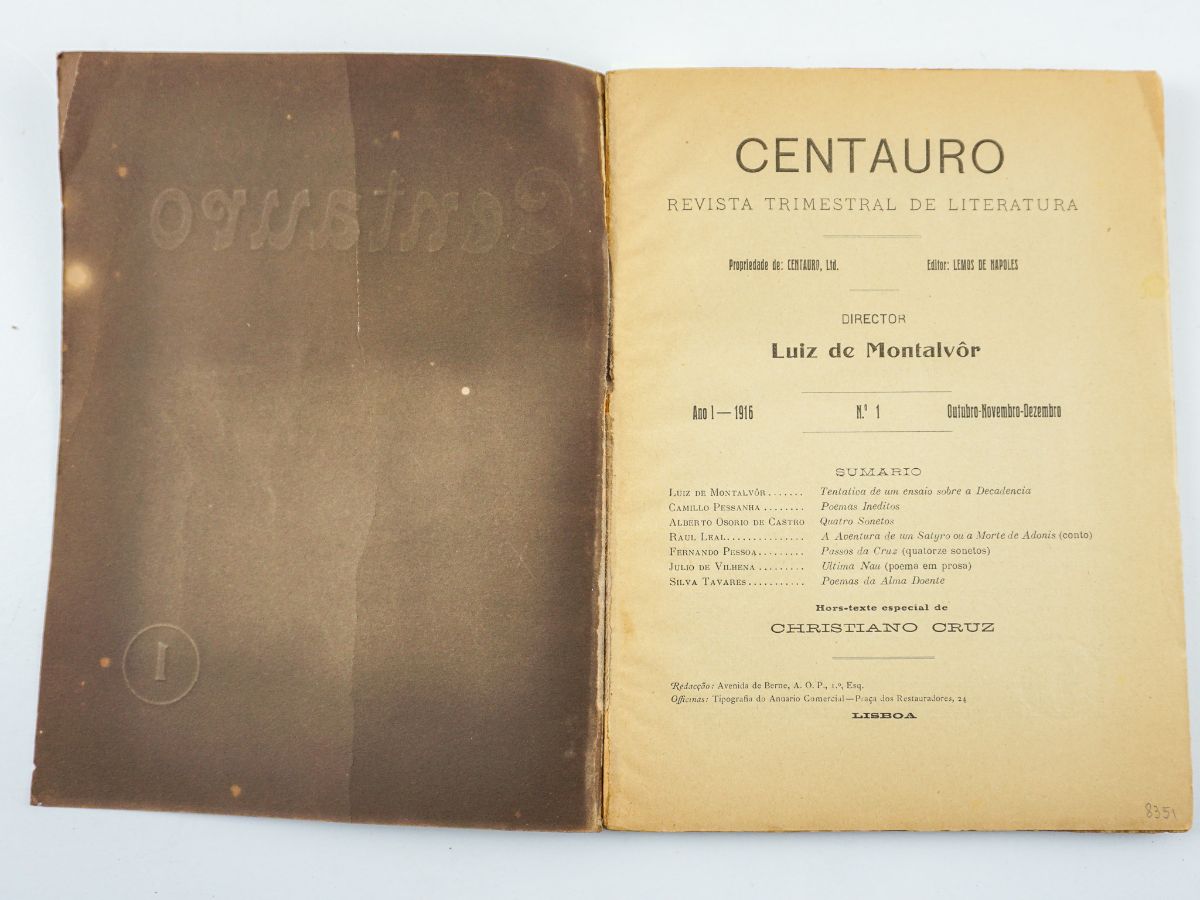 Centauro
1
CENTAURO
REVISTA TRIMESTRAL DE LITERATURA
Propriedade de: CENTAURO, Ltd. Editor: LEMOS DE NAPOLES
DIRECTOR
Luiz de Montalvôr
Ano I — 1916 N.º 1 Outubro-Novembro-Dezembro
SUMARIO
LUIZ DE MONTALVÔR....... Tentativa de um ensaio sobre a Decadencia
CAMILLO PESSANHA ........ Poemas Ineditos
ALBERTO OSORIO DE CASTRO Quatro Sonetos
RAUL LEAL............... A Aventura de um Satyro ou a Morte de Adonis (conto)
FERNANDO PESSOA......... Passos da Cruz (quatorze sonetos)
JULIO DE VILHENA ......... Ultima Nau (poema em prosa)
SILVA TAVARES........... Poemas da Alma Doente
Hors-texte especial de
CHRISTIANO CRUZ
Redacção: Avenida de Berne, A. O. P., 1.º, Esq.
Officinas: Tipografia do Anuario Comercial—Praça dos Restauradores, 24
LISBOA
8351